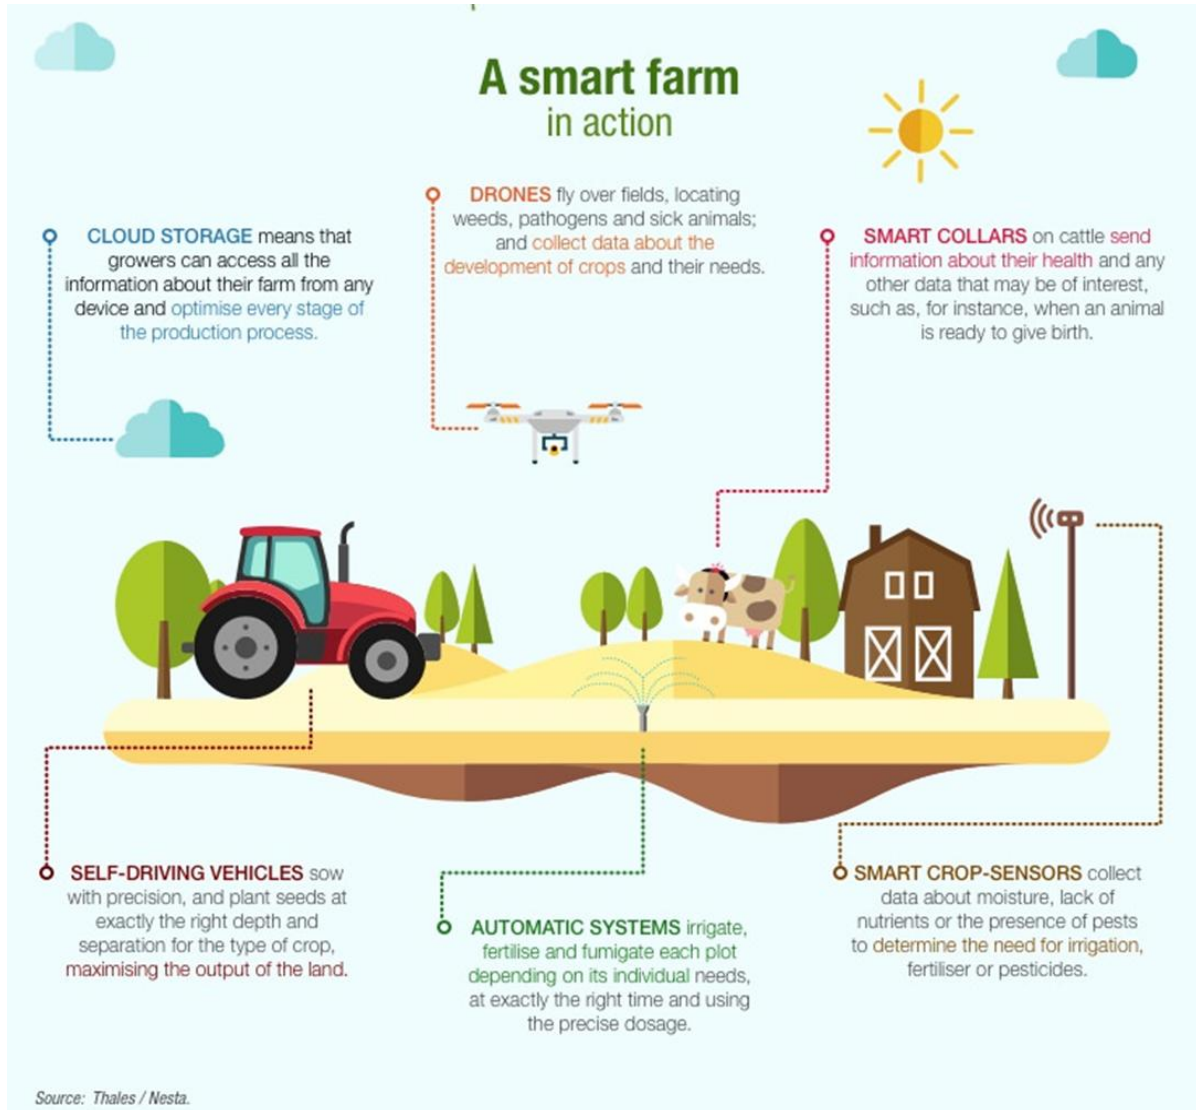 A smart farm
in action
CLOUD STORAGE means that
growers can access all the
information about their farm from any
device and optimise every stage of
the production process.
DRONES fly over fields, locating
weeds, pathogens and sick animals;
and collect data about the
development of crops and their needs.
SMART COLLARS on cattle send
information about their health and any
other data that may be of interest,
such as, for instance, when an animal
is ready to give birth.
SELF-DRIVING VEHICLES sow
with precision, and plant seeds at
exactly the right depth and
separation for the type of crop,
maximising the output of the land.
AUTOMATIC SYSTEMS irrigate,
fertilise and fumigate each plot
depending on its individual needs,
at exactly the right time and using
the precise dosage.
SMART CROP-SENSORS collect
data about moisture, lack of
nutrients or the presence of pests
to determine the need for irrigation,
fertiliser or pesticides.
Source: Thales / Nesta.